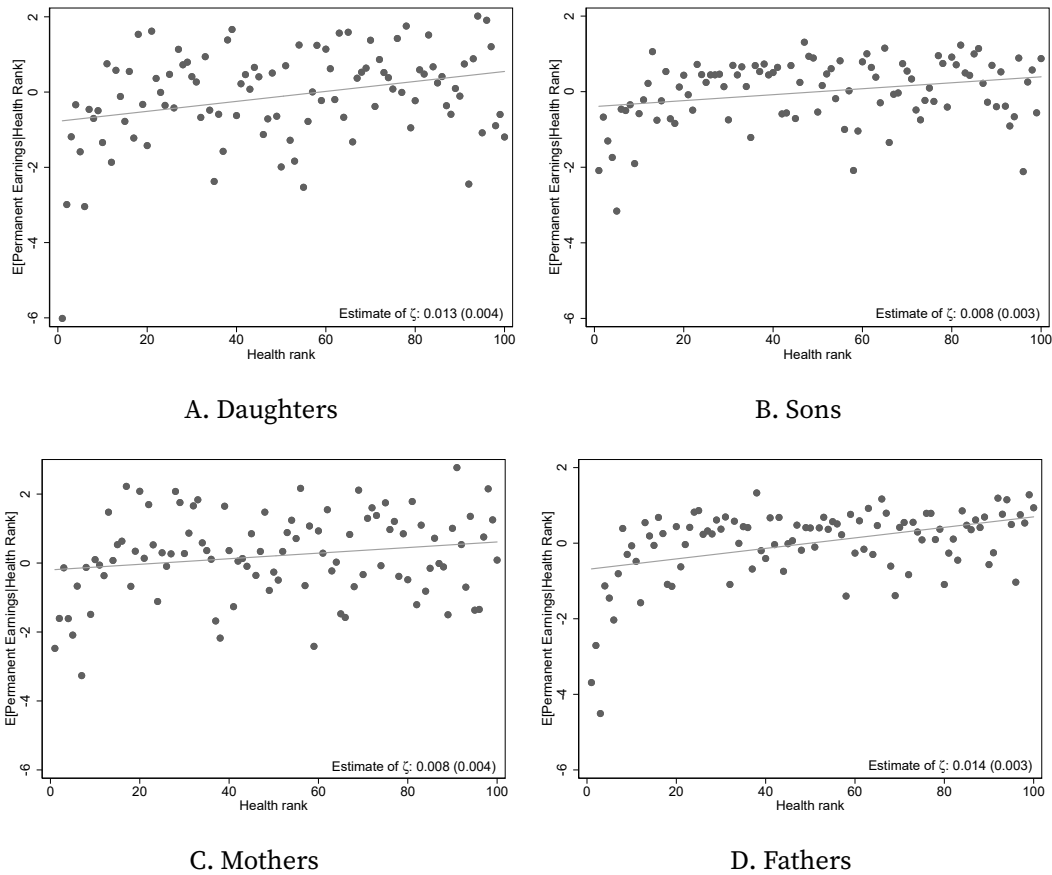 E[Permanent Earnings|Health Rank]
2
0
-2
-4
-6
Estimate of ζ: 0.013 (0.004)
0 20 40 60 80 100
Health rank
A. Daughters
E[Permanent Earnings|Health Rank]
2
0
-2
-4
-6
Estimate of ζ: 0.008 (0.003)
0 20 40 60 80 100
Health rank
B. Sons
E[Permanent Earnings|Health Rank]
2
0
-2
-4
-6
Estimate of ζ: 0.008 (0.004)
0 20 40 60 80 100
Health rank
C. Mothers
E[Permanent Earnings|Health Rank]
2
0
-2
-4
-6
Estimate of ζ: 0.014 (0.003)
0 20 40 60 80 100
Health rank
D. Fathers